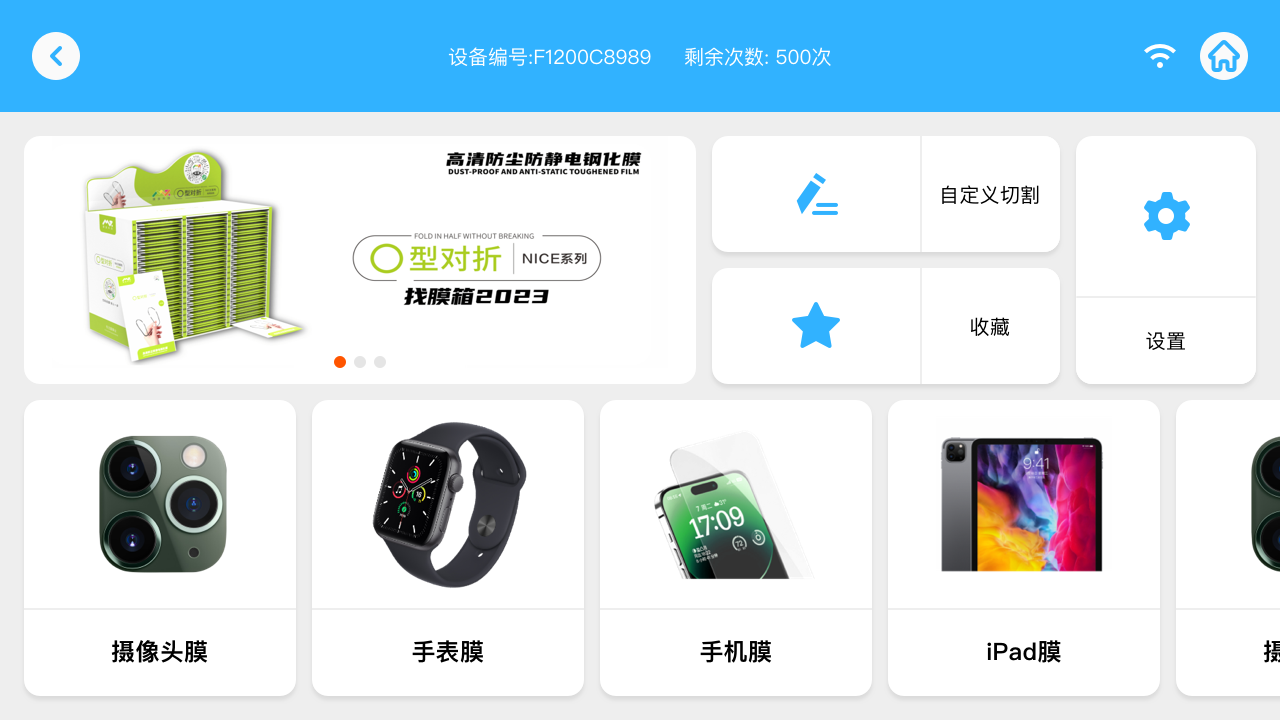 设备编号:F1200C8989 剩余次数: 500次
高清防尘防静电钢化膜
DUST-PROOF AND ANTI-STATIC TOUGHENED FILM
FOLD IN HALF WITHOUT BREAKING
O型对折 NICE系列
找膜箱2023
型对折
自定义切割
收藏
设置
17:09
9:41
摄像头膜
手表膜
手机膜
iPad膜